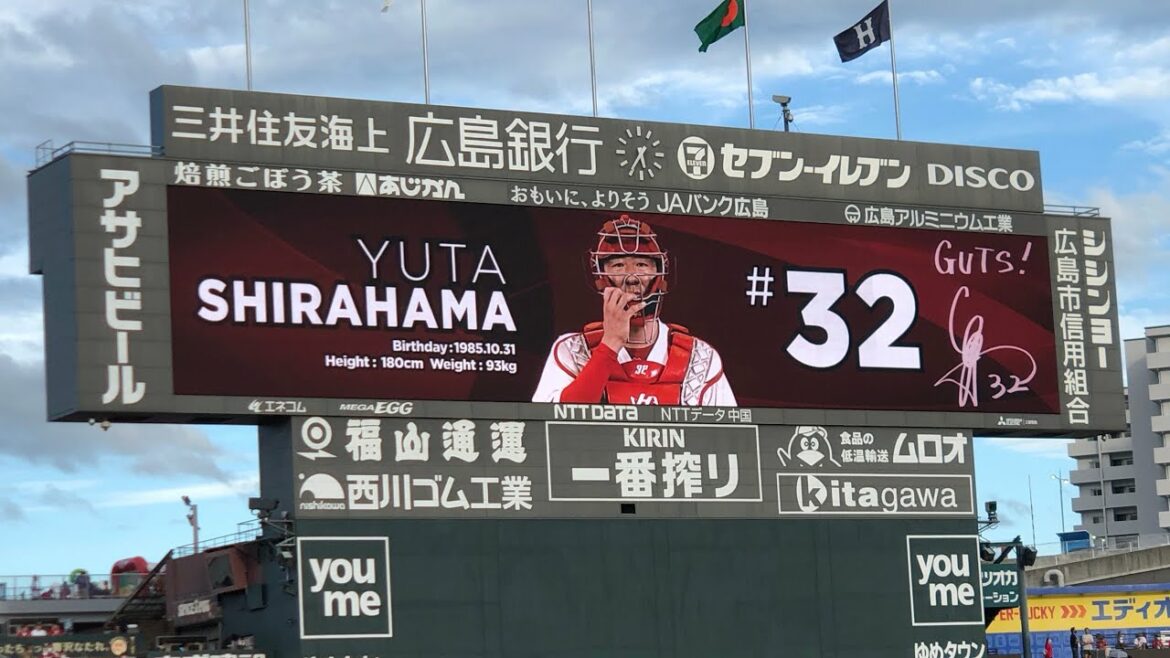 H
三井住友海上 広島銀行 7 ELEVEN セブン-イレブン DISCO
焙煎ごぼう茶 あじかん おもいに、よりそう JAバンク広島 広島アルミニウム工業
アサヒビール
YUTA
SHIRAHAMA
Birthday : 1985.10.31
Height : 180cm Weight : 93kg
32
#32
GUTS!
32
シシンヨー
広島市信用組合
エネコム MEGA EGG NTT DATA NTTデータ中国
福山通運
nishikawa 西川ゴム工業
KIRIN
一番搾り
食品の
低温輸送 ムロオ
kitagawa
you
me
you
me
ゆめタウン
エディオ